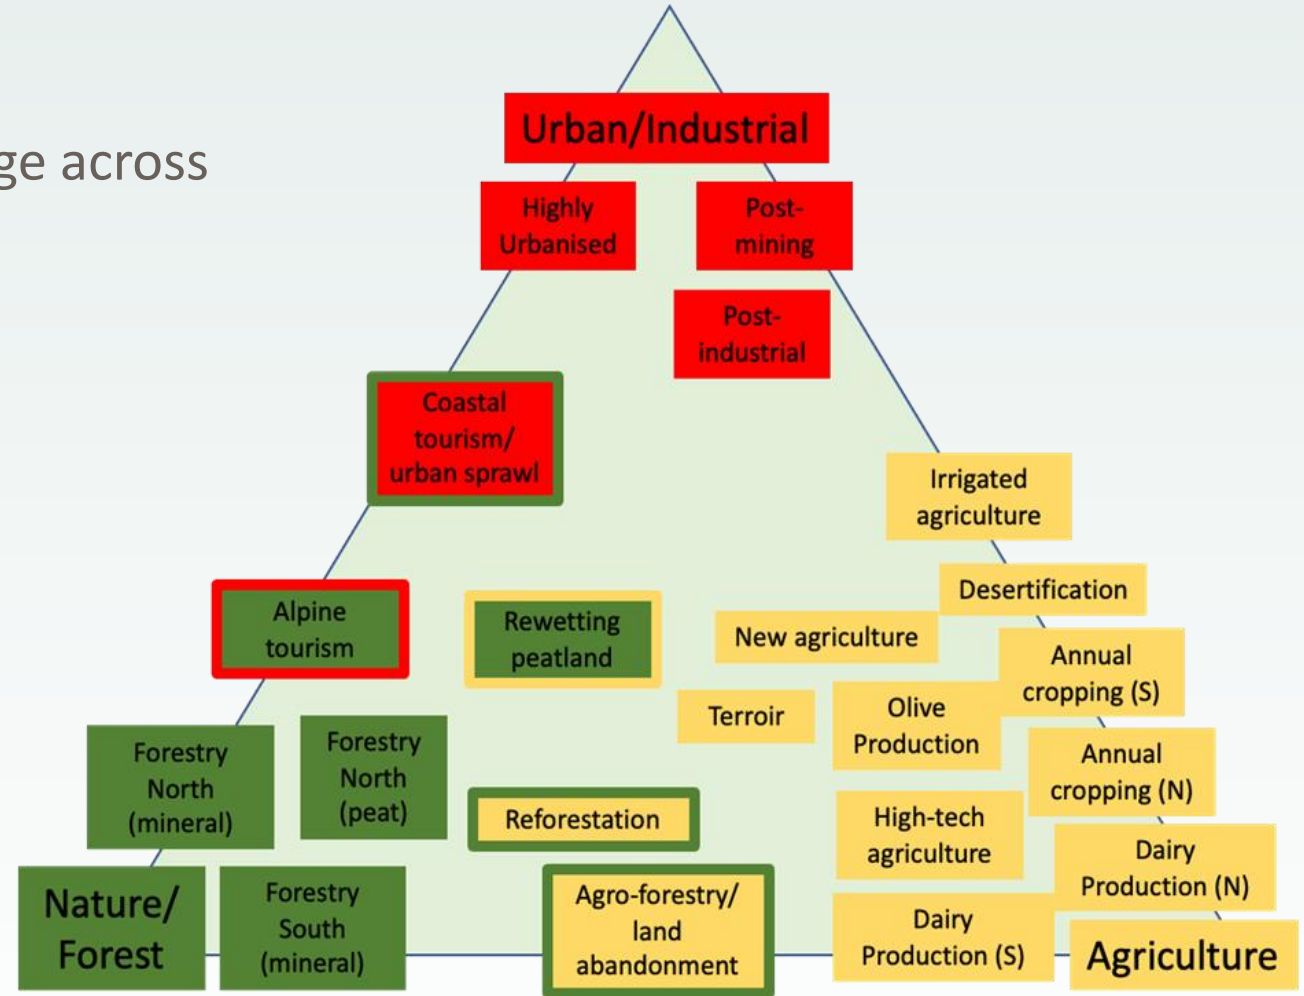 ge across
Urban/Industrial
Highly
Urbanised
Post-
mining
Post-
industrial
Coastal
tourism/
urban sprawl
Irrigated
agriculture
Desertification
Alpine
tourism
Rewetting
peatland
New agriculture
Annual
cropping (S)
Terroir
Olive
Production
Forestry
North
(mineral)
Forestry
North
(peat)
Annual
cropping (N)
Reforestation
High-tech
agriculture
Dairy
Production (N)
Nature/
Forest
Forestry
South
(mineral)
Agro-forestry/
land
abandonment
Dairy
Production (S)
Agriculture